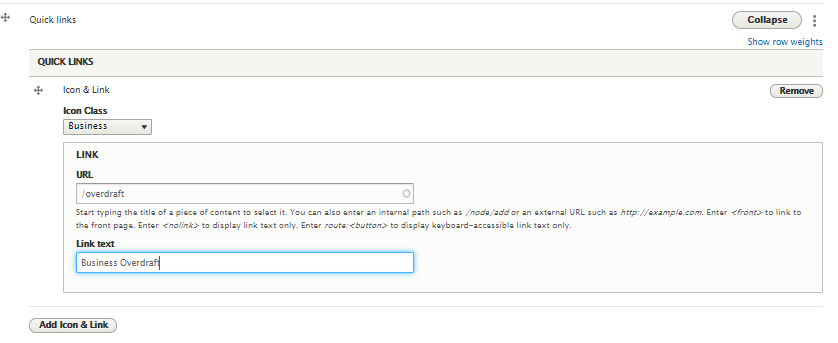 Quick links
Collapse
Show row weights
QUICK LINKS
Icon & Link
Remove
Icon Class
Business
LINK
URL
/overdraft
Start typing the title of a piece of content to select it. You can also enter an internal path such as /node/add or an external URL such as http://example.com. Enter <front> to link to
the front page. Enter <nolink> to display link text only. Enter route:<button> to display keyboard-accessible link text only.
Link text
Business Overdraft
Add Icon & Link